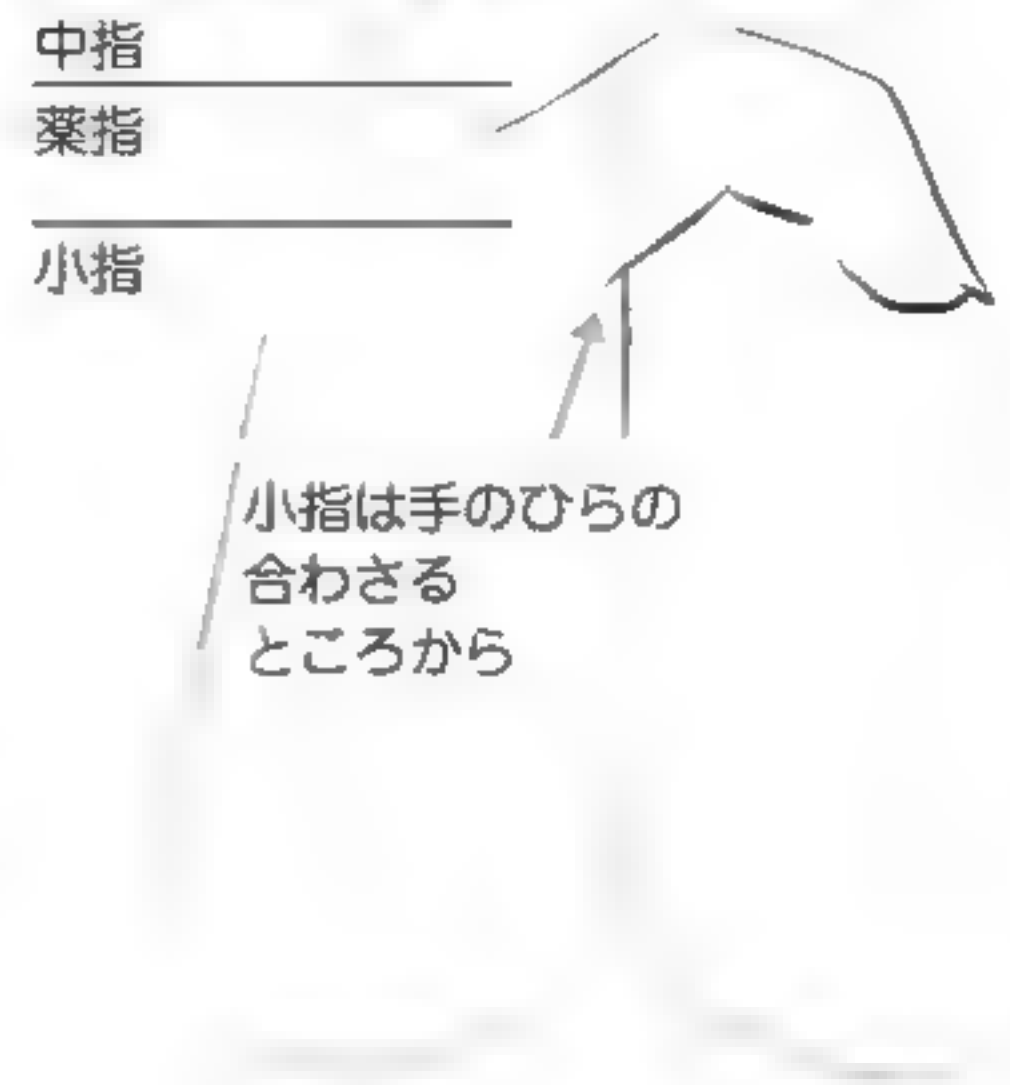 中指
薬指
小指
小指は手のひらの
合わさる
ところから